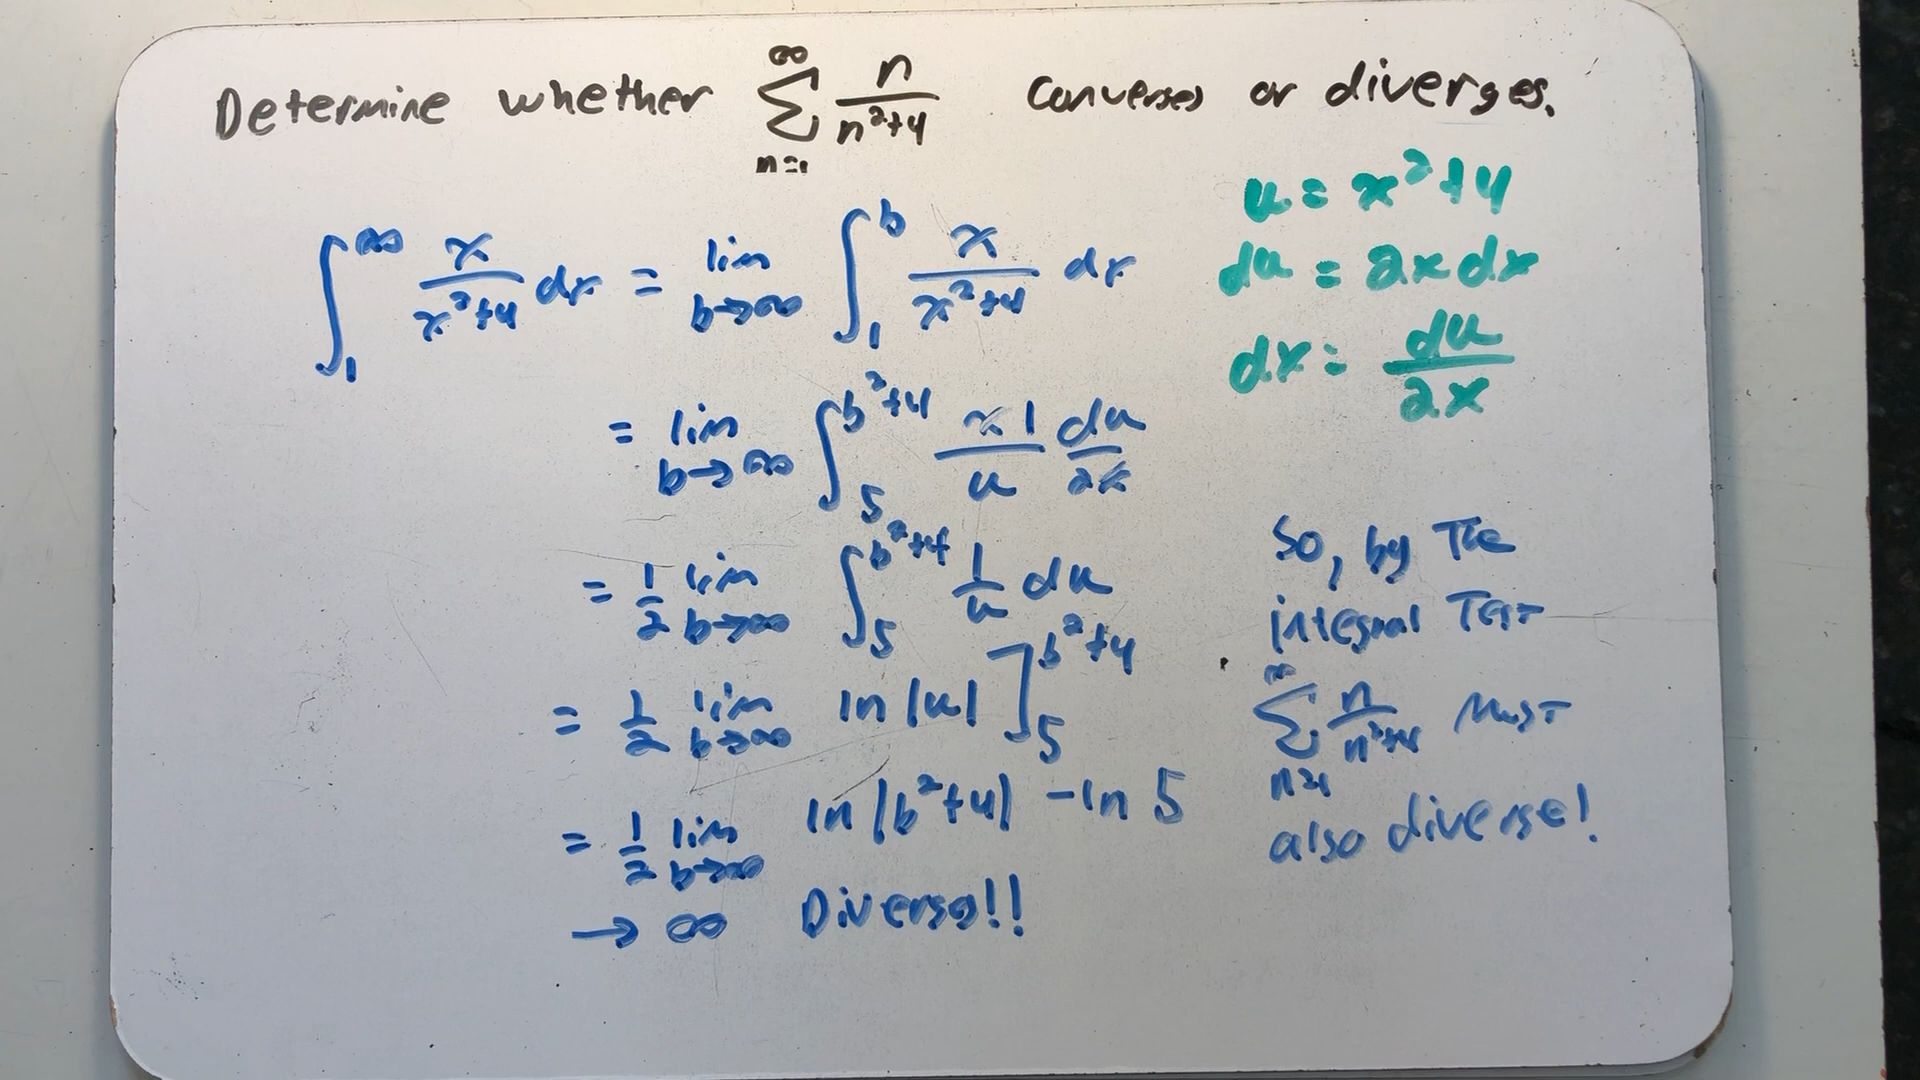 Determine whether ∑_{n=1}^{∞} n/(n²+4) converges or diverges.
u = x²+4
du = 2x dx
dx = du/2x
∫_1^∞ x/(x²+4) dx = lim_{b→∞} ∫_1^b x/(x²+4) dx
= lim_{b→∞} ∫_5^{b²+4} x1/u du/2x
= 1/2 lim_{b→∞} ∫_5^{b²+4} 1/u du
= 1/2 lim_{b→∞} ln|u| ]_5^{b²+4}
= 1/2 lim_{b→∞} ln|b²+4| - ln 5
→ ∞ Diverges!!
So, by The
integral Test
∑_{n=1}^{∞} n/(n²+4) Must
also diverge!